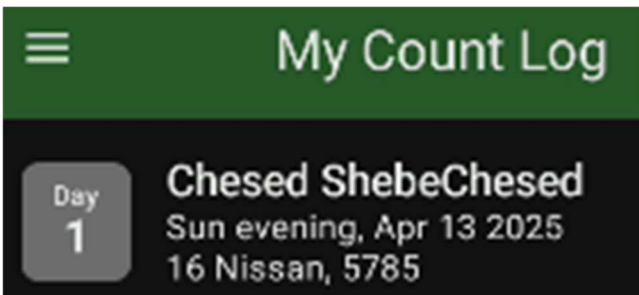 My Count Log
Day
1
Chesed ShebeChesed
Sun evening, Apr 13 2025
16 Nissan, 5785